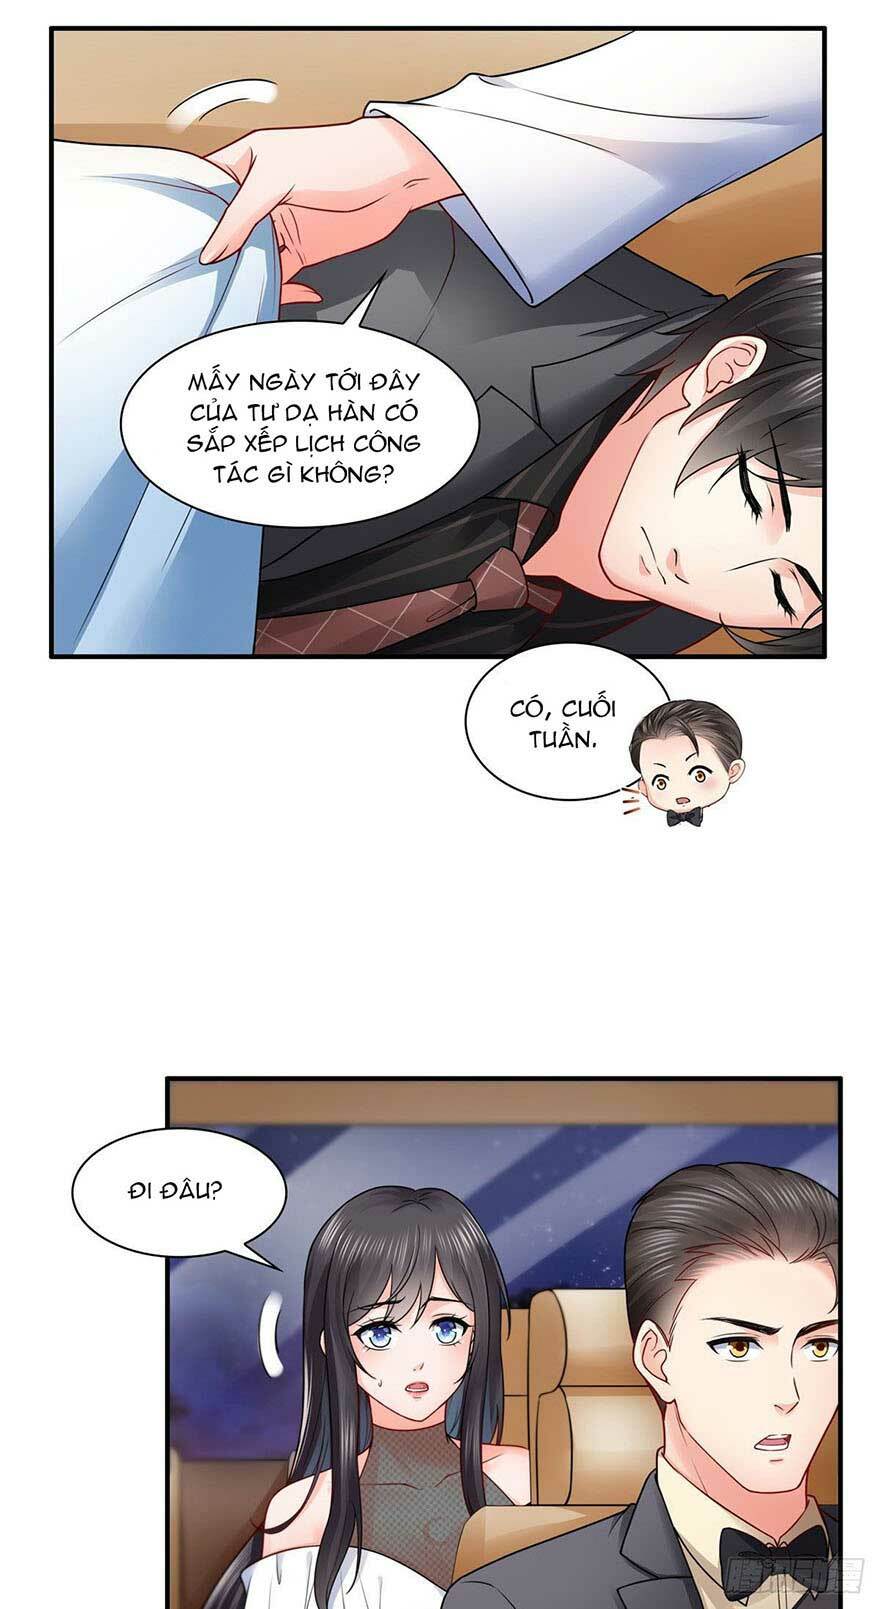 MẤY NGÀY TỚI ĐÂY
CỦA TƯ DẠ HÀN CÓ
SẮP XẾP LỊCH CÔNG
TÁC GÌ KHÔNG?
CÓ, CUỐI
TUẦN.
ĐI ĐÂU?